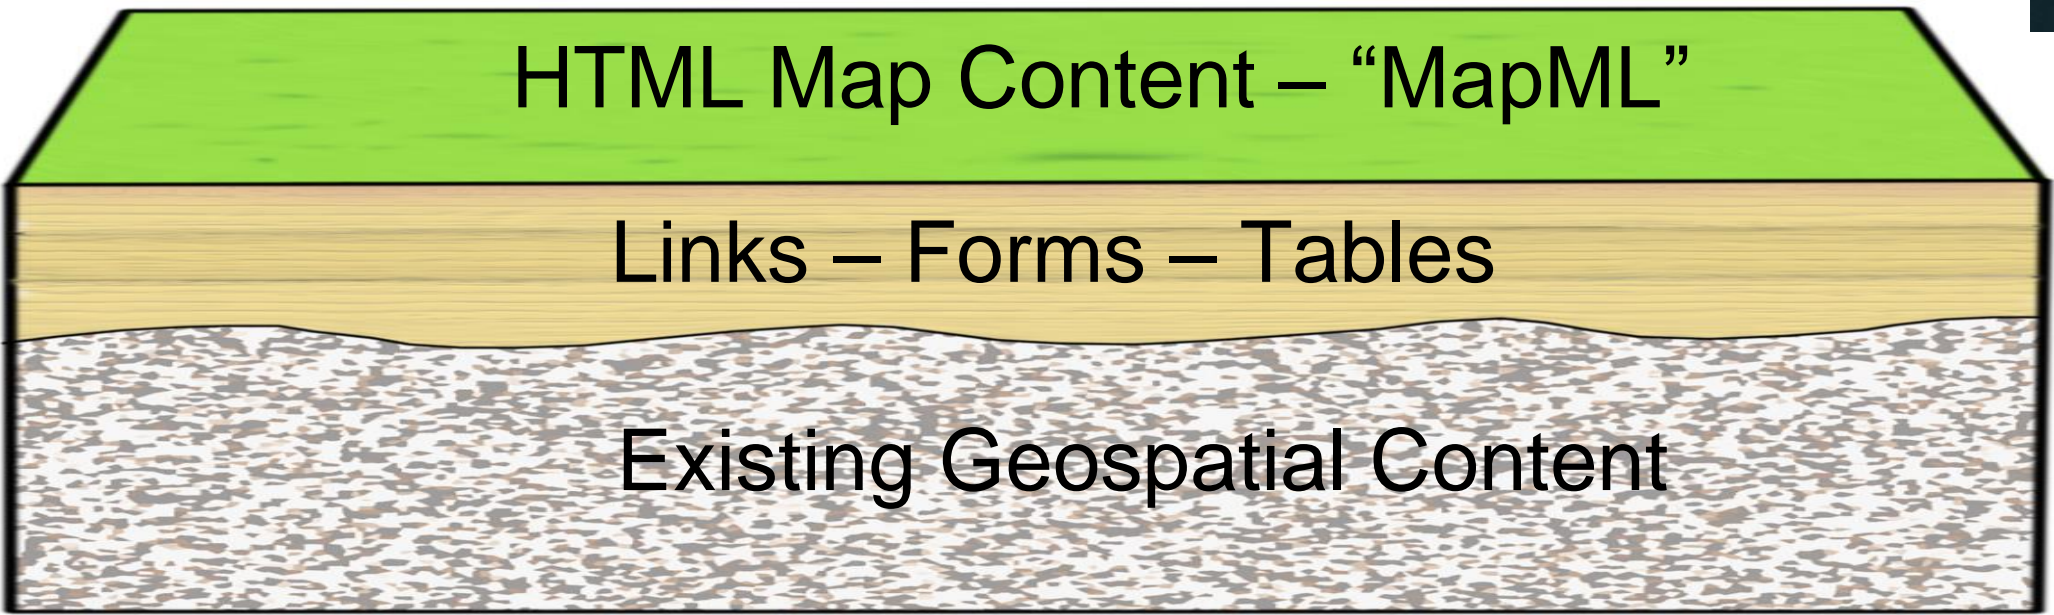 HTML Map Content – “MapML”
Links – Forms – Tables
Existing Geospatial Content